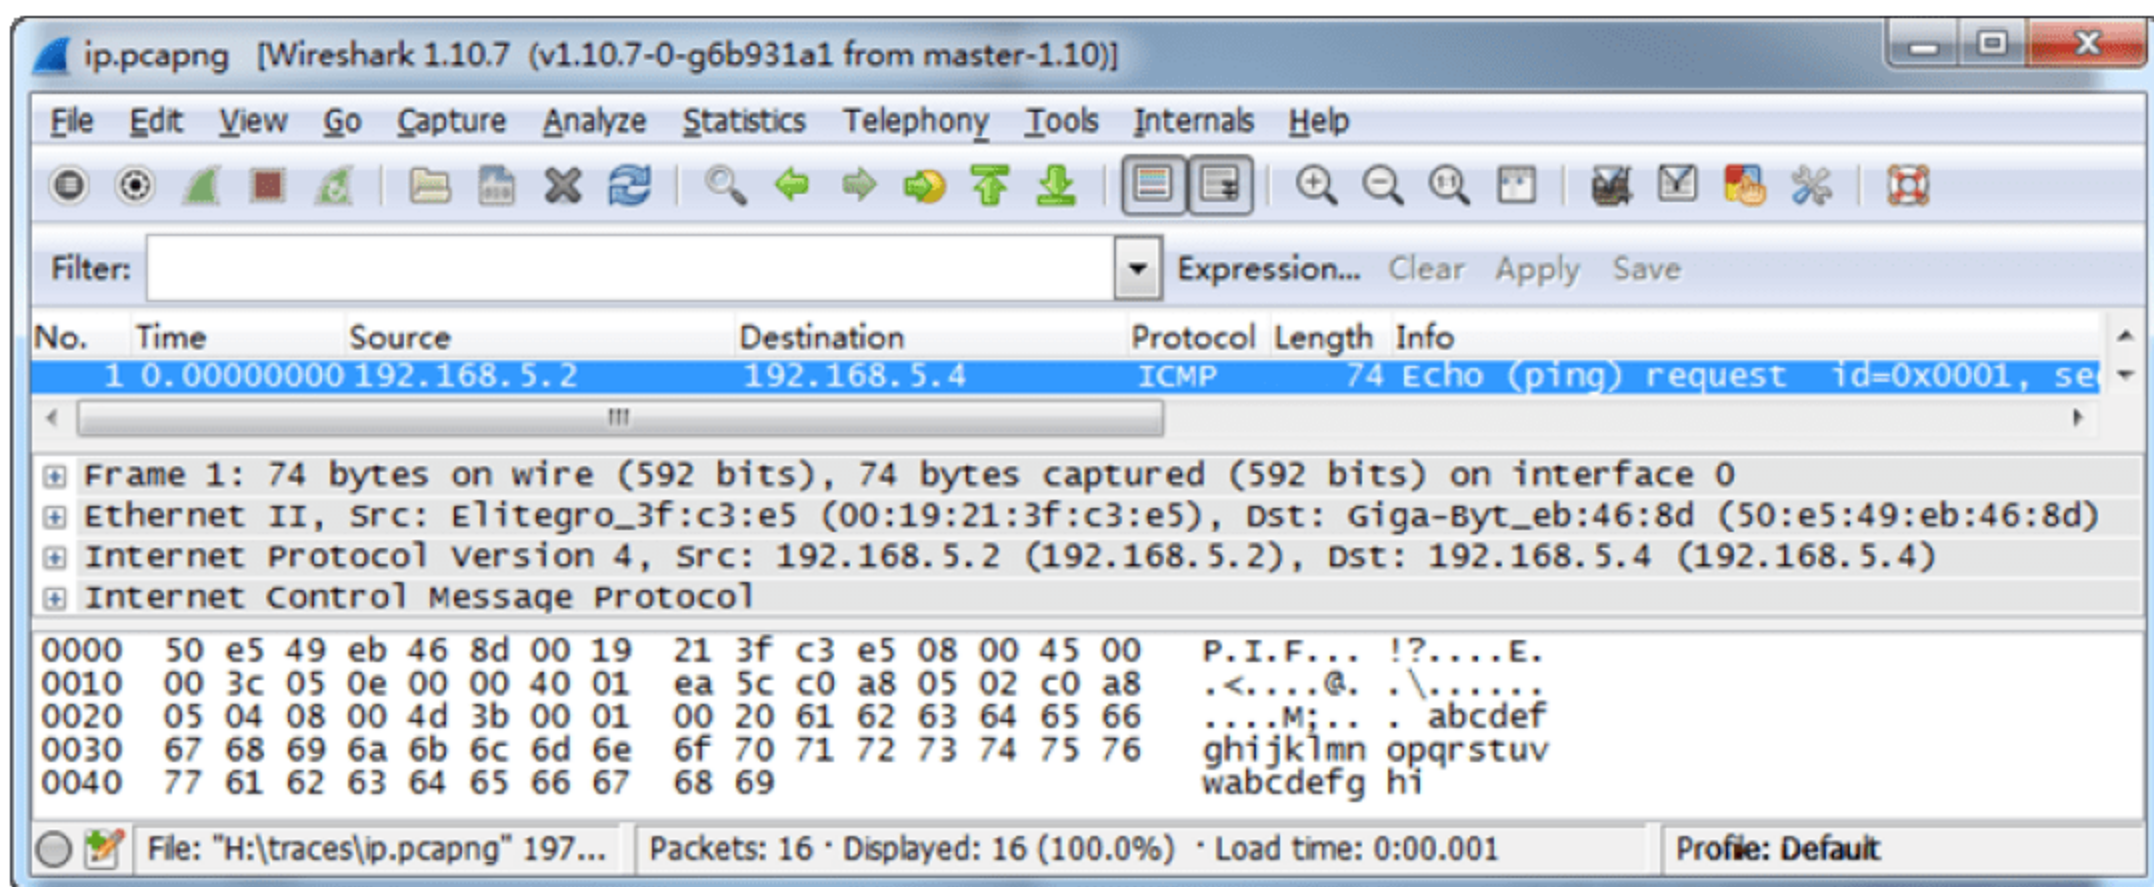 ip.pcapng [Wireshark 1.10.7 (v1.10.7-0-g6b931a1 from master-1.10)]
File Edit View Go Capture Analyze Statistics Telephony Tools Internals Help
Filter: Expression... Clear Apply Save
No. Time Source Destination Protocol Length Info
1 0.00000000 192.168.5.2 192.168.5.4 ICMP 74 Echo (ping) request id=0x0001, se
Frame 1: 74 bytes on wire (592 bits), 74 bytes captured (592 bits) on interface 0
Ethernet II, Src: Elitegro_3f:c3:e5 (00:19:21:3f:c3:e5), Dst: Giga-Byt_eb:46:8d (50:e5:49:eb:46:8d)
Internet Protocol Version 4, Src: 192.168.5.2 (192.168.5.2), Dst: 192.168.5.4 (192.168.5.4)
Internet Control Message Protocol
0000 50 e5 49 eb 46 8d 00 19 21 3f c3 e5 08 00 45 00 P.I.F... !?....E.
0010 00 3c 05 0e 00 00 40 01 ea 5c c0 a8 05 02 c0 a8 .<....@. .\......
0020 05 04 08 00 4d 3b 00 01 00 20 61 62 63 64 65 66 ....M;.. . abcdef
0030 67 68 69 6a 6b 6c 6d 6e 6f 70 71 72 73 74 75 76 ghijklmn opqrstuv
0040 77 61 62 63 64 65 66 67 68 69 wabcdefg hi
File: "H:\traces\ip.pcapng" 197... Packets: 16 · Displayed: 16 (100.0%) · Load time: 0:00.001 Profile: Default